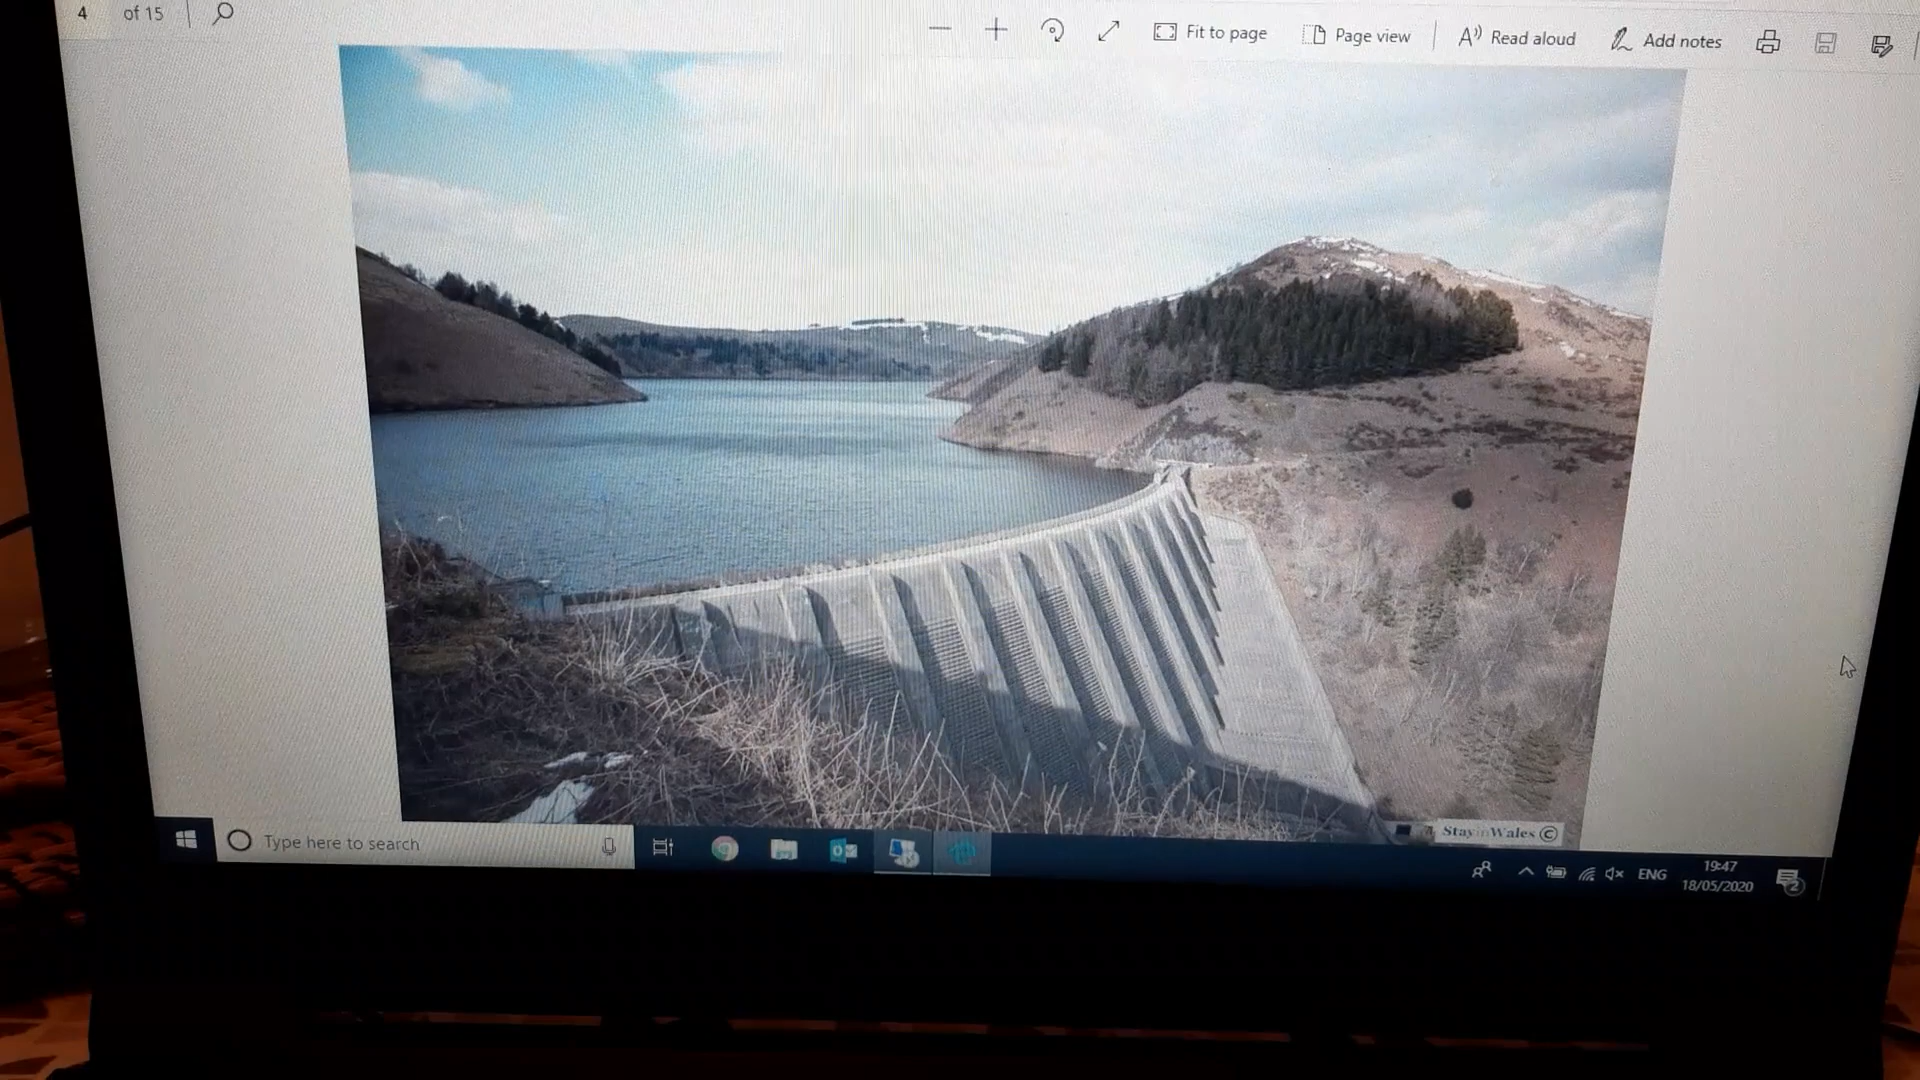 4 of 15
Fit to page
Page view
Read aloud
Add notes
StayinWales ©
Type here to search
ENG
19:47
18/05/2020
2